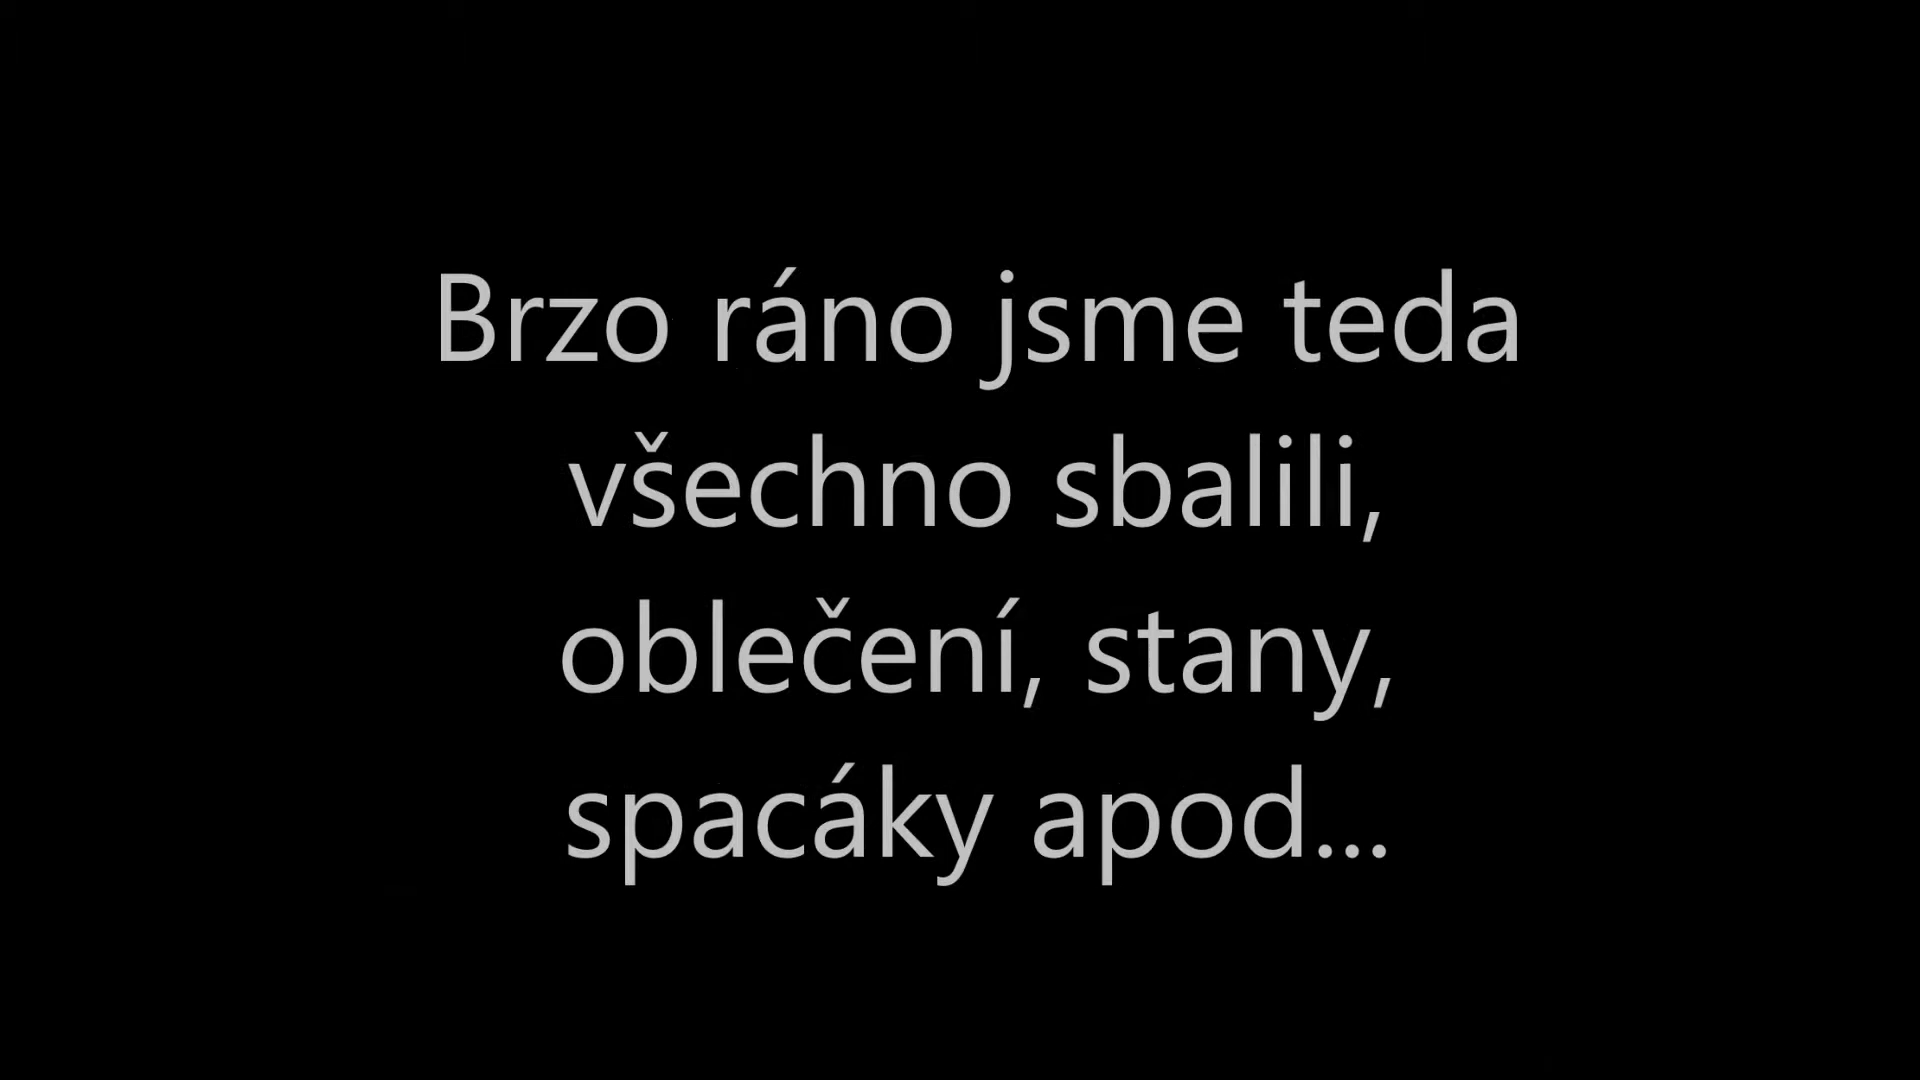 Brzo ráno jsme teda
všechno sbalili,
oblečení, stany,
spacáky apod...